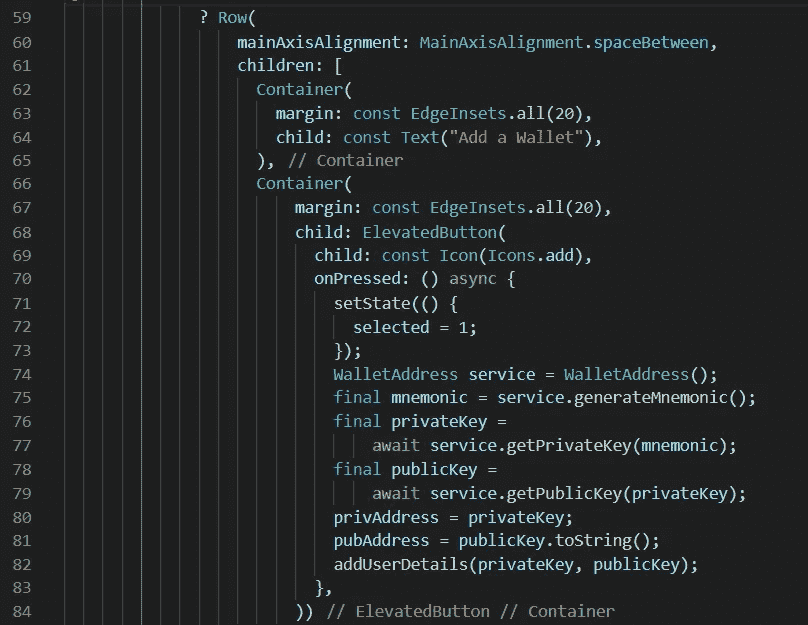 59 ? Row(
60 mainAxisAlignment: MainAxisAlignment.spaceBetween,
61 children: [
62 Container(
63 margin: const EdgeInsets.all(20),
64 child: const Text("Add a Wallet"),
65 ), // Container
66 Container(
67 margin: const EdgeInsets.all(20),
68 child: ElevatedButton(
69 child: const Icon(Icons.add),
70 onPressed: () async {
71 setState(() {
72 selected = 1;
73 });
74 WalletAddress service = WalletAddress();
75 final mnemonic = service.generateMnemonic();
76 final privateKey =
77 await service.getPrivateKey(mnemonic);
78 final publicKey =
79 await service.getPublicKey(privateKey);
80 privAddress = privateKey;
81 pubAddress = publicKey.toString();
82 addUserDetails(privateKey, publicKey);
83 },
84 )) // ElevatedButton // Container